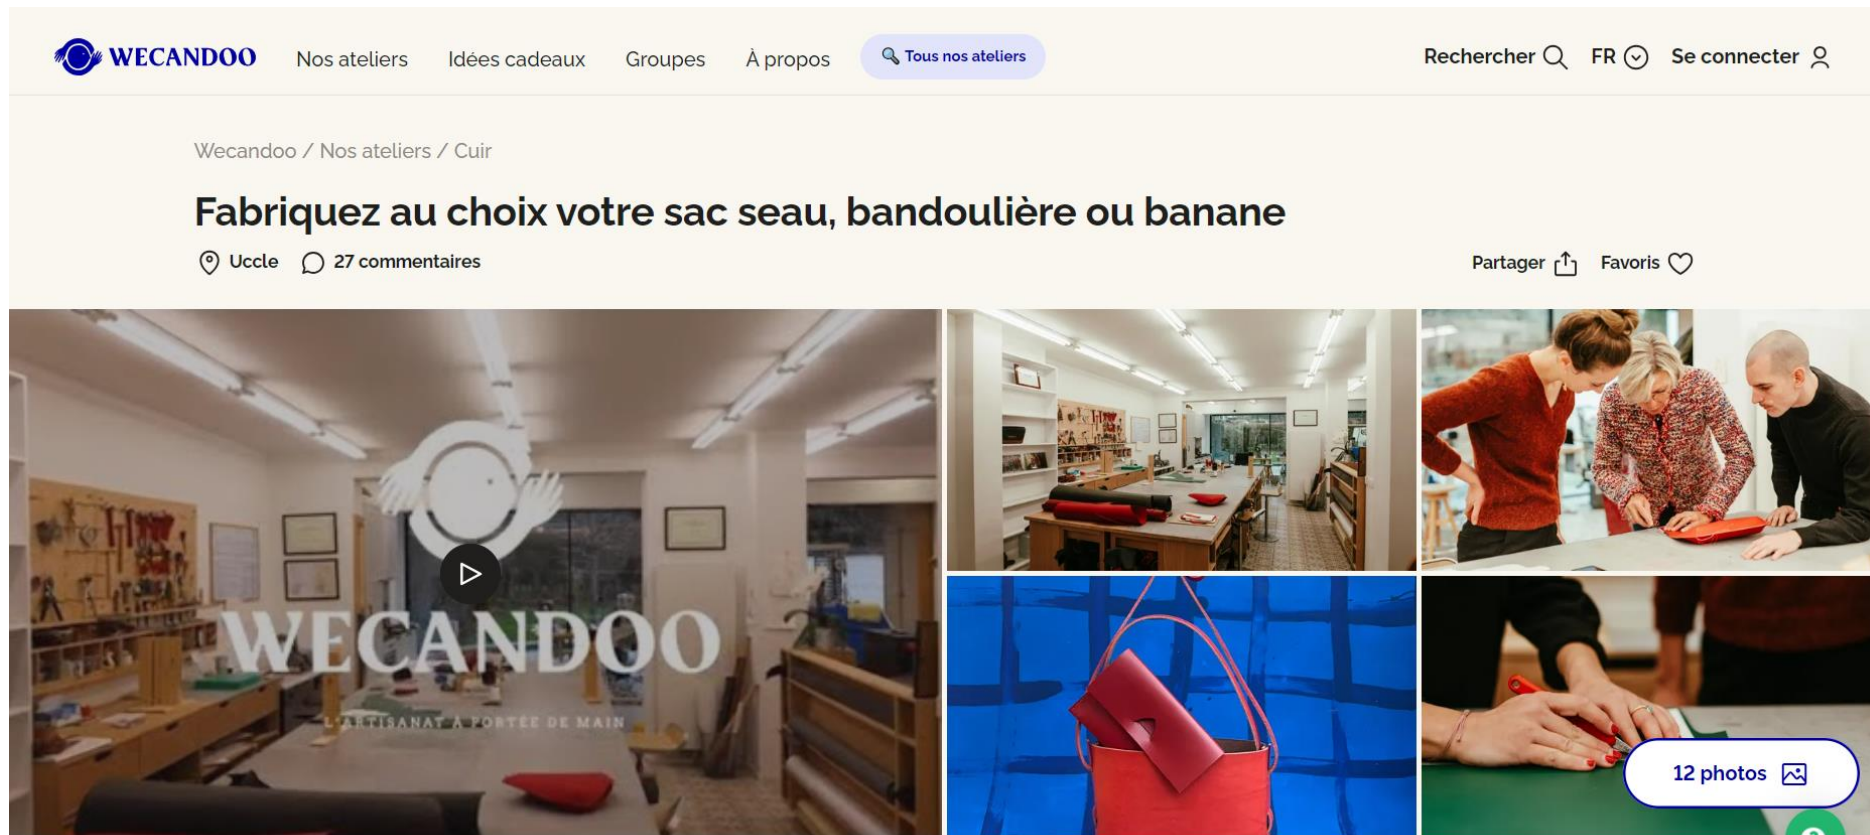 WECANDOO
Nos ateliers
Idées cadeaux
Groupes
À propos
Tous nos ateliers
Rechercher
FR
Se connecter
Wecandoo / Nos ateliers / Cuir
Fabriquez au choix votre sac seau, bandoulière ou banane
Uccle
27 commentaires
Partager
Favoris
WECANDOO
L'ARTISANAT À PORTÉE DE MAIN
12 photos